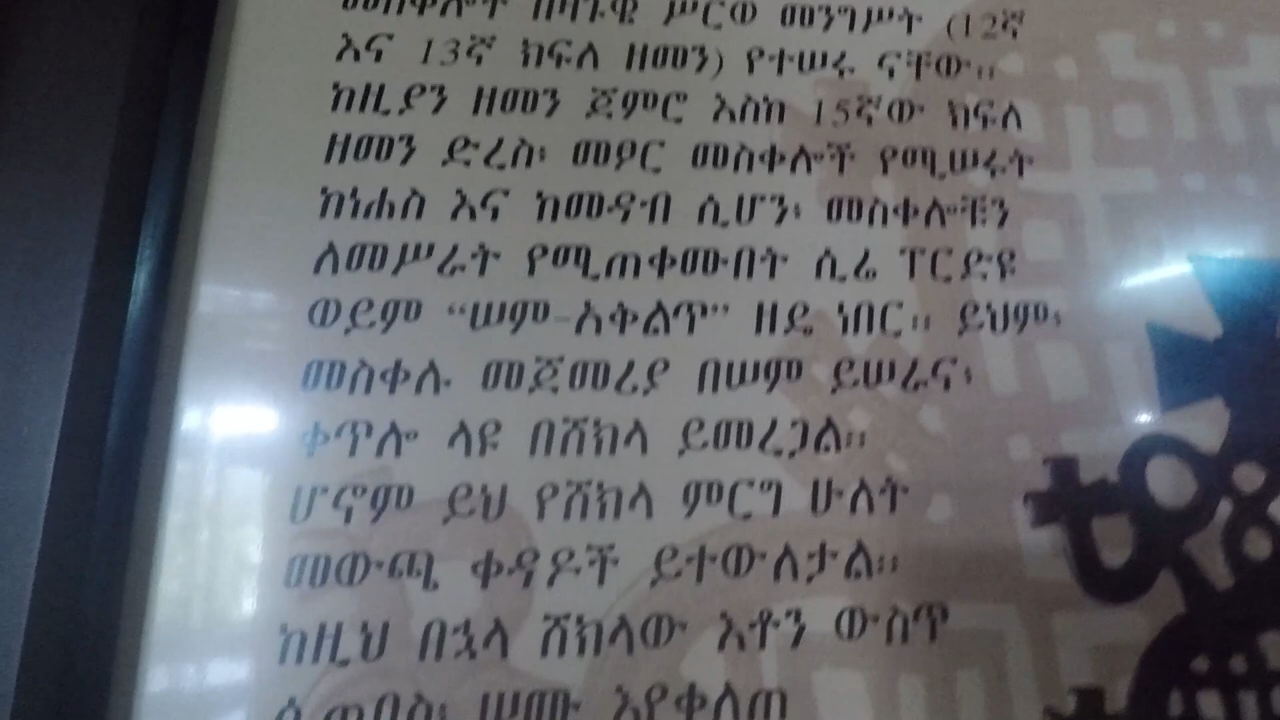 መስቀሎች በዛጉዌ ሥርወ መንግሥት (12ኛ
እና 13ኛ ክፍለ ዘመን) የተሠሩ ናቸው።
ከዚያን ዘመን ጀምሮ እስከ 15ኛው ክፍለ
ዘመን ድረስ፡ መፆር መስቀሎች የሚሠሩት
ከነሐስ እና ከመዳብ ሲሆን፡ መስቀሎቹን
ለመሥራት የሚጠቀሙበት ሲሬ ፐርድዩ
ወይም “ሠም-አቅልጥ” ዘዴ ነበር። ይህም፡
መስቀሉ መጀመሪያ በሠም ይሠራና፡
ቀጥሎ ላዩ በሸክላ ይመረጋል።
ሆኖም ይህ የሸክላ ምርግ ሁለት
መውጫ ቀዳዶች ይተውለታል።
ከዚህ በኋላ ሸክላው እቶን ውስጥ
ሲጠበስ፡ ሠሙ እየቀለጠ